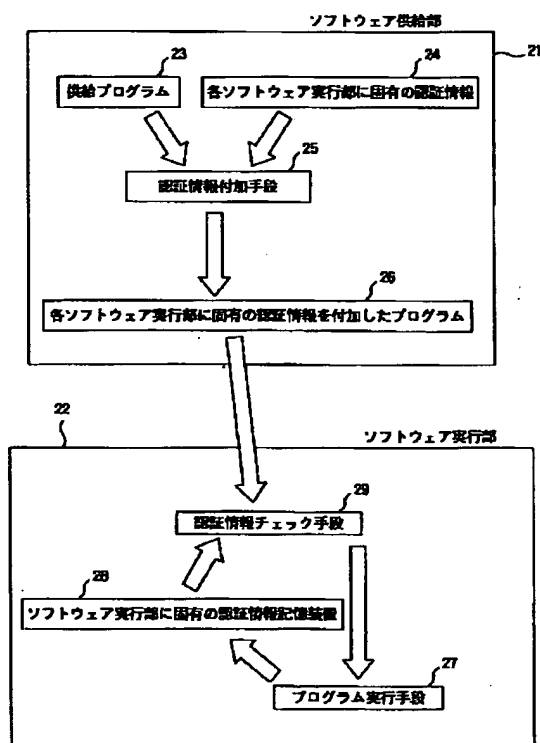 ソフトウェア供給部
21
23
24
供給プログラム
各ソフトウェア実行部に固有の認証情報
25
認証情報付加手段
26
各ソフトウェア実行部に固有の認証情報を付加したプログラム
22
ソフトウェア実行部
29
認証情報チェック手段
28
ソフトウェア実行部に固有の認証情報記憶装置
27
プログラム実行手段